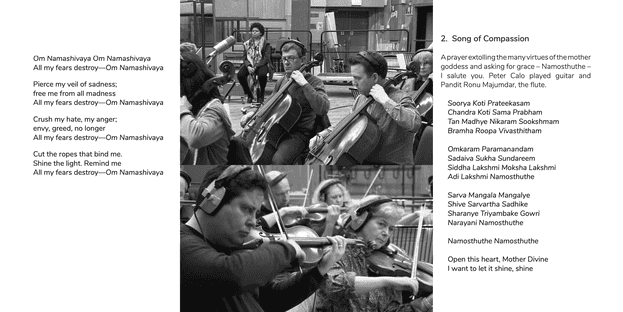 Om Namashivaya Om Namashivaya
All my fears destroy—Om Namashivaya
Pierce my veil of sadness;
free me from all madness
All my fears destroy—Om Namashivaya
Crush my hate, my anger;
envy, greed, no longer
All my fears destroy—Om Namashivaya
Cut the ropes that bind me.
Shine the light. Remind me
All my fears destroy—Om Namashivaya
2. Song of Compassion
A prayer extolling the many virtues of the mother
goddess and asking for grace – Namosthuthe –
I salute you. Peter Calo played guitar and
Pandit Ronu Majumdar, the flute.
Soorya Koti Prateekasam
Chandra Koti Sama Prabham
Tan Madhye Nikaram Sookshmam
Bramha Roopa Vivasthitham
Omkaram Paramanandam
Sadaiva Sukha Sundareem
Siddha Lakshmi Moksha Lakshmi
Adi Lakshmi Namosthuthe
Sarva Mangala Mangalye
Shive Sarvartha Sadhike
Sharanye Triyambake Gowri
Narayani Namosthuthe
Namosthuthe Namosthuthe
Open this heart, Mother Divine
I want to let it shine, shine